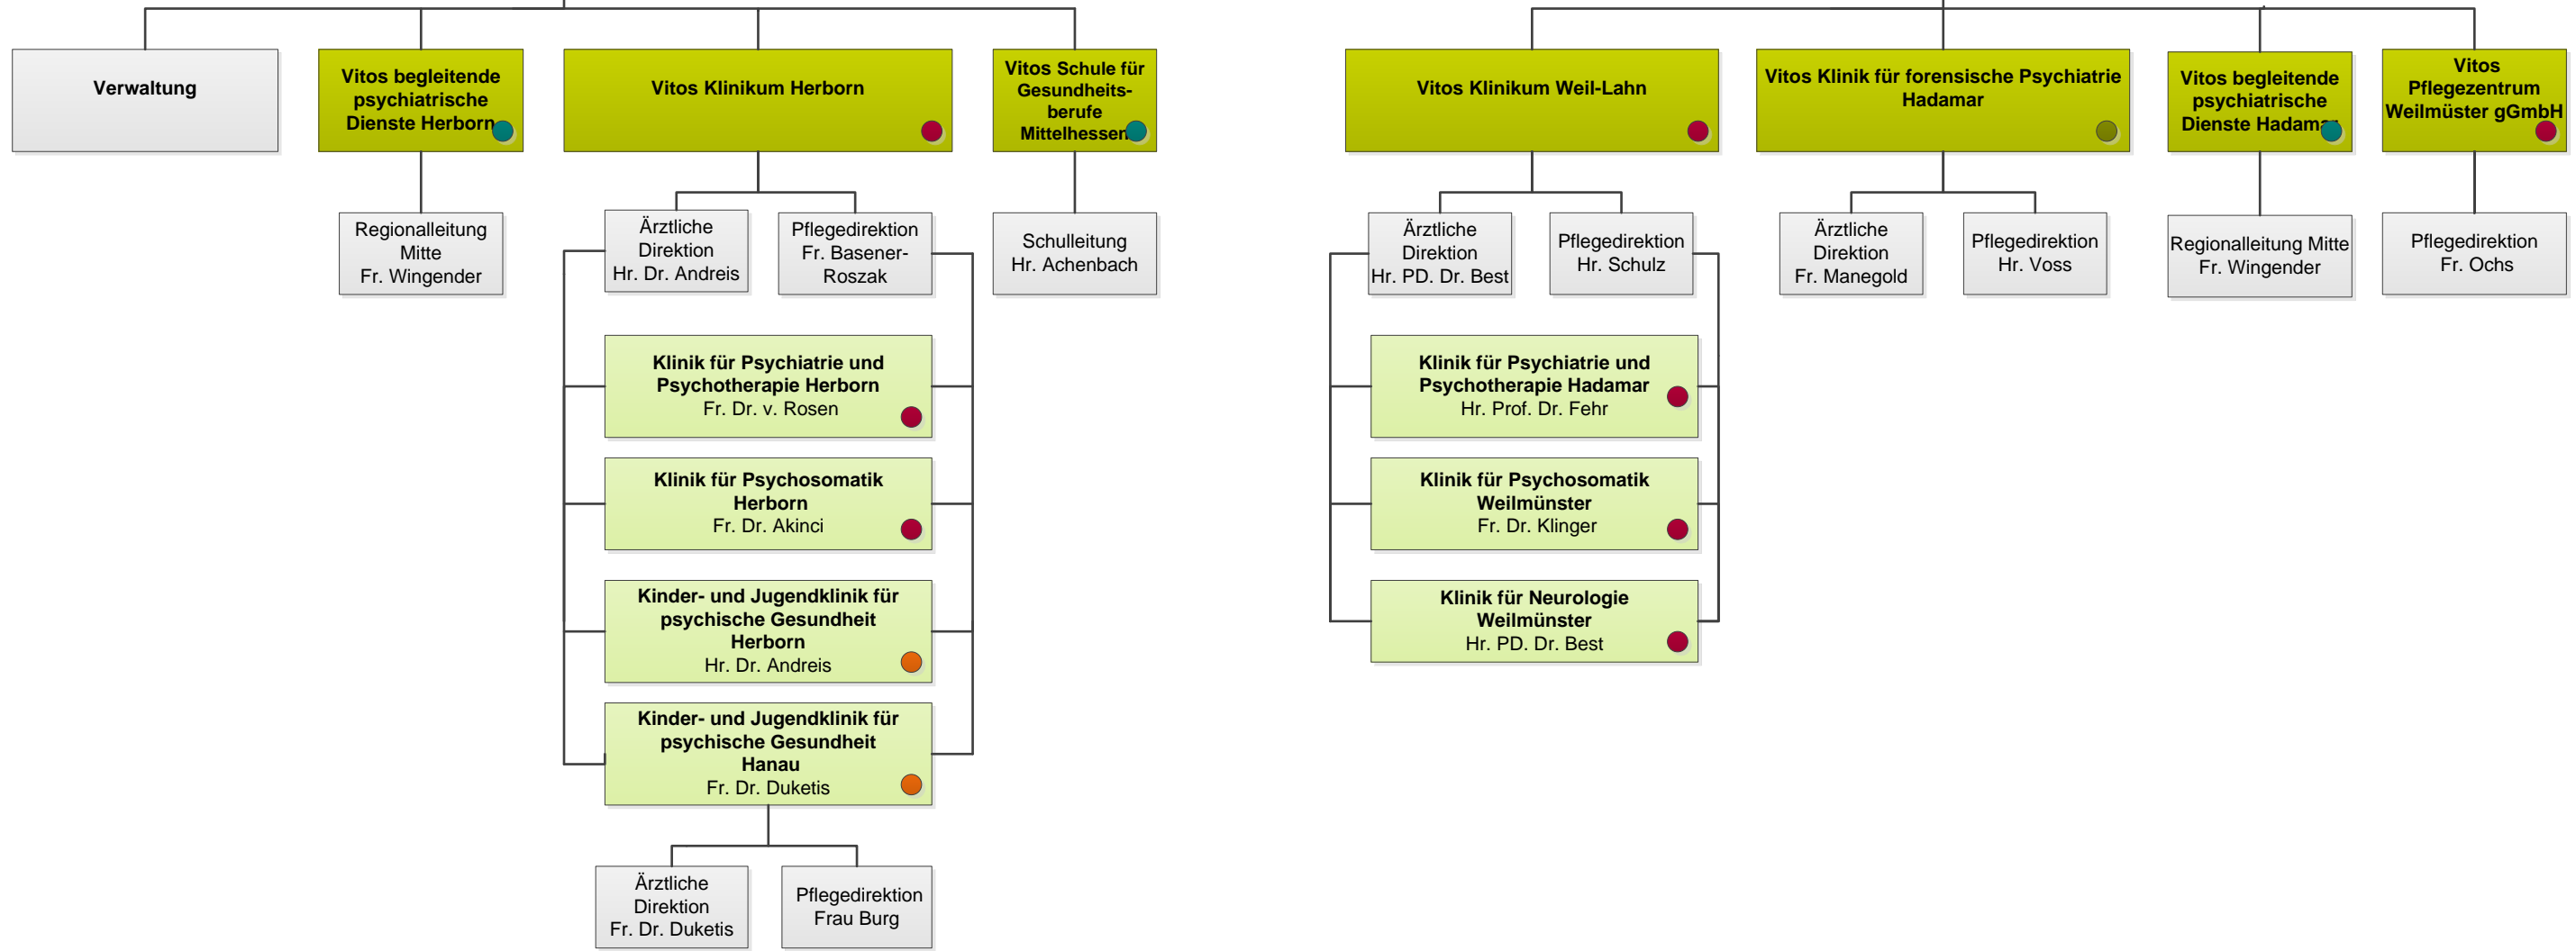 Verwaltung
Vitos begleitende
psychiatrische
Dienste Herborn
Vitos Klinikum Herborn
Vitos Schule für
Gesundheits-
berufe
Mittelhessen
Vitos Klinikum Weil-Lahn
Vitos Klinik für forensische Psychiatrie
Hadamar
Vitos begleitende
psychiatrische
Dienste Hadamar
Vitos
Pflegezentrum
Weilmüster gGmbH
Regionalleitung
Mitte
Fr. Wingender
Ärztliche
Direktion
Hr. Dr. Andreis
Pflegedirektion
Fr. Basener-
Roszak
Schulleitung
Hr. Achenbach
Ärztliche
Direktion
Hr. PD. Dr. Best
Pflegedirektion
Hr. Schulz
Ärztliche
Direktion
Fr. Manegold
Pflegedirektion
Hr. Voss
Regionalleitung Mitte
Fr. Wingender
Pflegedirektion
Fr. Ochs
Klinik für Psychiatrie und
Psychotherapie Herborn
Fr. Dr. v. Rosen
Klinik für Psychosomatik
Herborn
Fr. Dr. Akinci
Kinder- und Jugendklinik für
psychische Gesundheit
Herborn
Hr. Dr. Andreis
Kinder- und Jugendklinik für
psychische Gesundheit
Hanau
Fr. Dr. Duketis
Ärztliche
Direktion
Fr. Dr. Duketis
Pflegedirektion
Frau Burg
Klinik für Psychiatrie und
Psychotherapie Hadamar
Hr. Prof. Dr. Fehr
Klinik für Psychosomatik
Weilmünster
Fr. Dr. Klinger
Klinik für Neurologie
Weilmünster
Hr. PD. Dr. Best